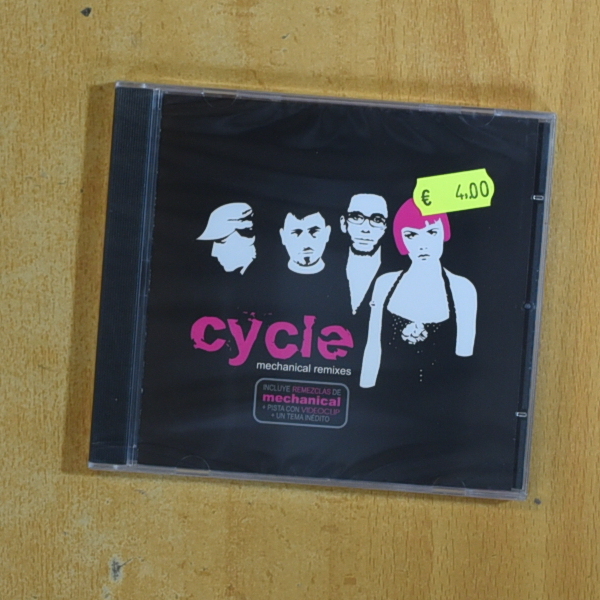 € 4.00
cycle
mechanical remixes
INCLUYE REMEZCLAS DE
mechanical
+ PISTA CON VIDEOCLIP
+ UN TEMA INÉDITO